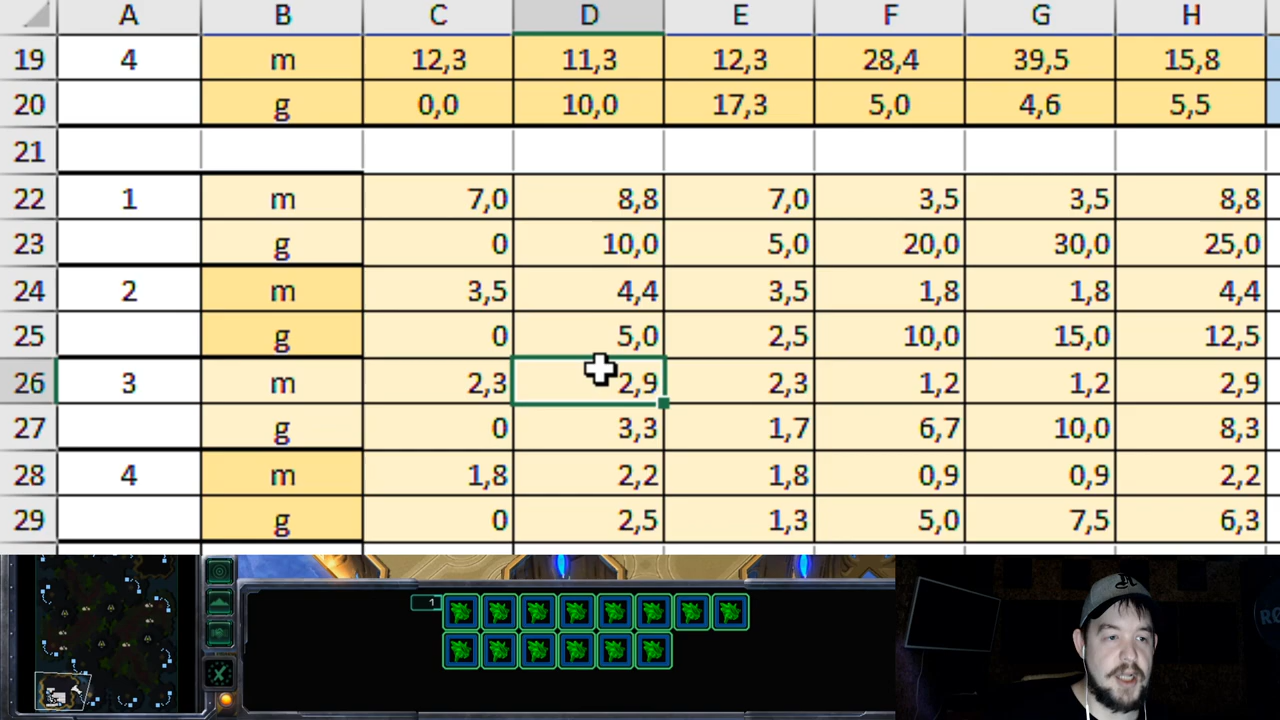 A B C D E F G H
19 4 m 12,3 11,3 12,3 28,4 39,5 15,8
20 g 0,0 10,0 17,3 5,0 4,6 5,5
21
22 1 m 7,0 8,8 7,0 3,5 3,5 8,8
23 g 0 10,0 5,0 20,0 30,0 25,0
24 2 m 3,5 4,4 3,5 1,8 1,8 4,4
25 g 0 5,0 2,5 10,0 15,0 12,5
26 3 m 2,3 2,9 2,3 1,2 1,2 2,9
27 g 0 3,3 1,7 6,7 10,0 8,3
28 4 m 1,8 2,2 1,8 0,9 0,9 2,2
29 g 0 2,5 1,3 5,0 7,5 6,3
1